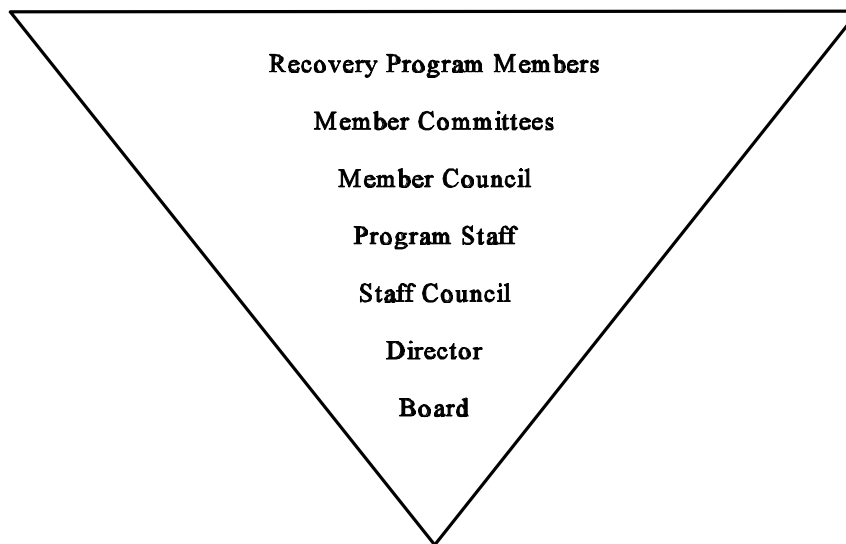 Recovery Program Members
Member Committees
Member Council
Program Staff
Staff Council
Director
Board